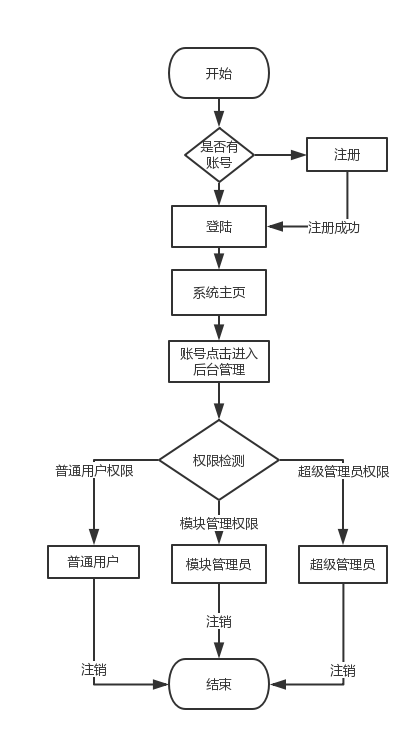 开始
是否有
账号
注册
登陆
注册成功
系统主页
账号点击进入
后台管理
权限检测
普通用户权限
超级管理员权限
模块管理权限
普通用户
模块管理员
超级管理员
注销
注销
注销
结束